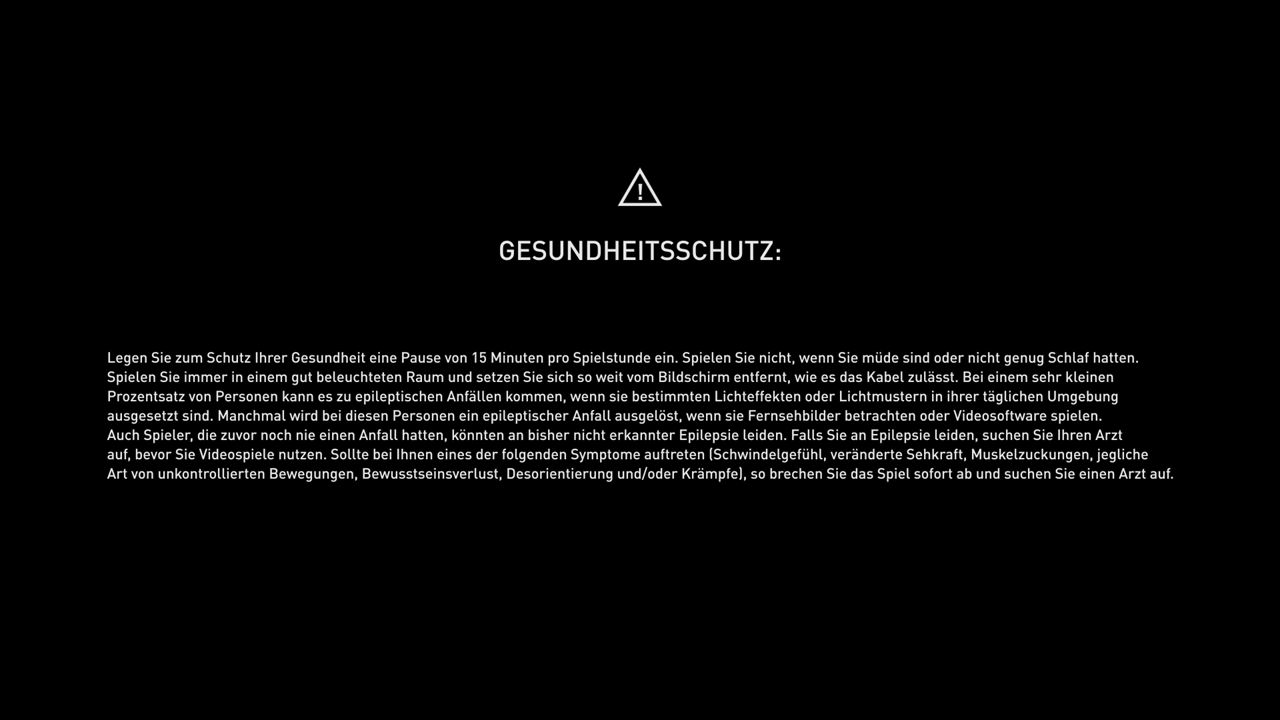 GESUNDHEITSSCHUTZ:
Legen Sie zum Schutz Ihrer Gesundheit eine Pause von 15 Minuten pro Spielstunde ein. Spielen Sie nicht, wenn Sie müde sind oder nicht genug Schlaf hatten.
Spielen Sie immer in einem gut beleuchteten Raum und setzen Sie sich so weit vom Bildschirm entfernt, wie es das Kabel zulässt. Bei einem sehr kleinen
Prozentsatz von Personen kann es zu epileptischen Anfällen kommen, wenn sie bestimmten Lichteffekten oder Lichtmustern in ihrer täglichen Umgebung
ausgesetzt sind. Manchmal wird bei diesen Personen ein epileptischer Anfall ausgelöst, wenn sie Fernsehbilder betrachten oder Videosoftware spielen.
Auch Spieler, die zuvor noch nie einen Anfall hatten, könnten an bisher nicht erkannter Epilepsie leiden. Falls Sie an Epilepsie leiden, suchen Sie Ihren Arzt
auf, bevor Sie Videospiele nutzen. Sollte bei Ihnen eines der folgenden Symptome auftreten (Schwindelgefühl, veränderte Sehkraft, Muskelzuckungen, jegliche
Art von unkontrollierten Bewegungen, Bewusstseinsverlust, Desorientierung und/oder Krämpfe), so brechen Sie das Spiel sofort ab und suchen Sie einen Arzt auf.